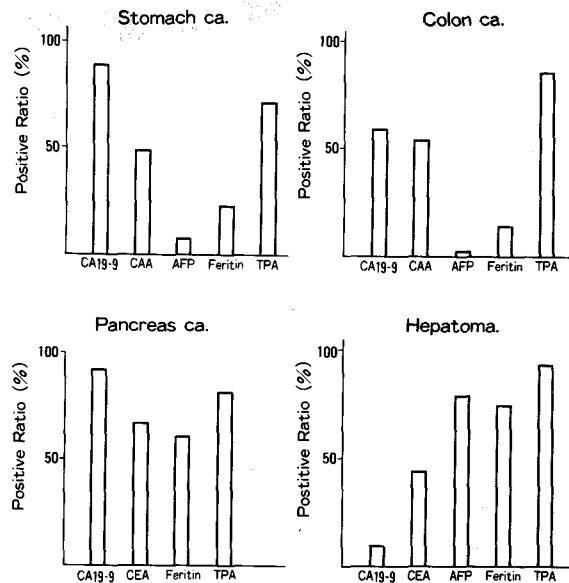 Stomach ca.
Pósitive Ratio (%)
100
50
CA19-9 CAA AFP Feritin TPA
Colon ca.
Positive Ratio (%)
100
50
CA19-9 CAA AFP Feritin TPA
Pancreas ca.
Positive Ratio (%)
100
50
CA19-9 CEA Feritin TPA
Hepatoma.
Postitive Ratio (%)
100
50
CA19-9 CEA AFP Feritin TPA